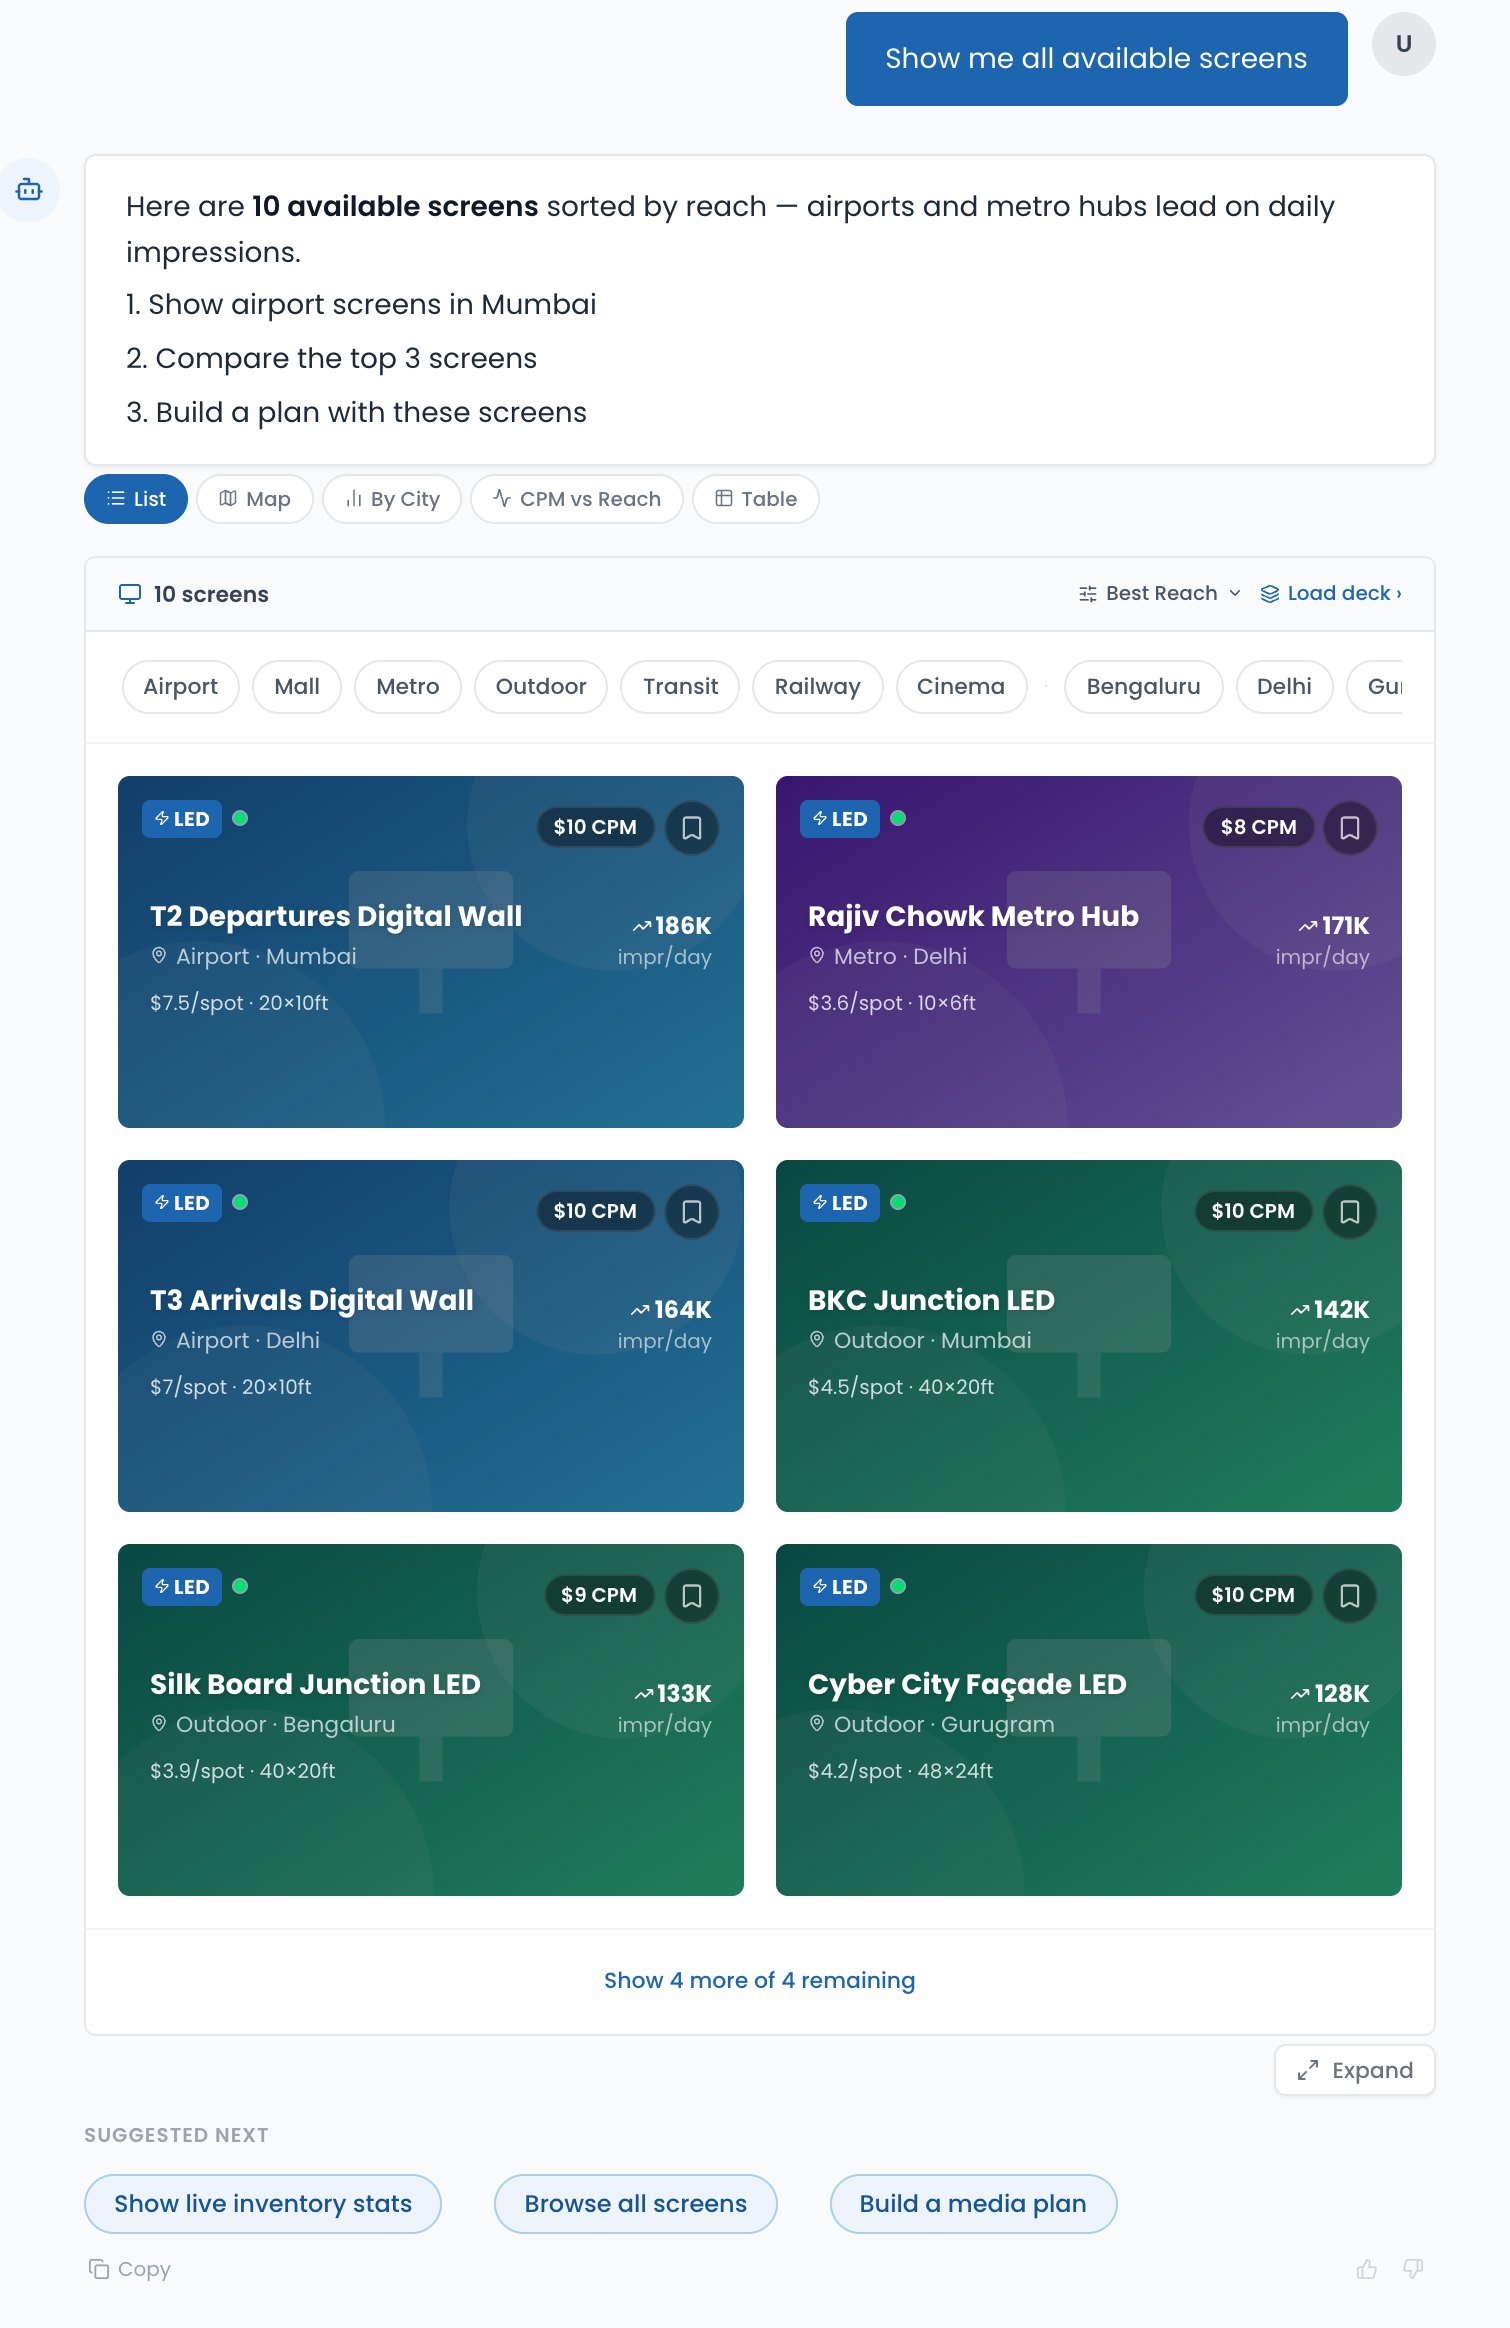 Show me all available screens
U
Here are 10 available screens sorted by reach — airports and metro hubs lead on daily
impressions.
1. Show airport screens in Mumbai
2. Compare the top 3 screens
3. Build a plan with these screens
List
Map
By City
CPM vs Reach
Table
10 screens
Best Reach
Load deck ›
Airport
Mall
Metro
Outdoor
Transit
Railway
Cinema
·
Bengaluru
Delhi
LED
$10 CPM
T2 Departures Digital Wall
186K
Airport · Mumbai
impr/day
$7.5/spot · 20×10ft
LED
$8 CPM
Rajiv Chowk Metro Hub
171K
Metro · Delhi
impr/day
$3.6/spot · 10×6ft
LED
$10 CPM
T3 Arrivals Digital Wall
164K
Airport · Delhi
impr/day
$7/spot · 20×10ft
LED
$10 CPM
BKC Junction LED
142K
Outdoor · Mumbai
impr/day
$4.5/spot · 40×20ft
LED
$9 CPM
Silk Board Junction LED
133K
Outdoor · Bengaluru
impr/day
$3.9/spot · 40×20ft
LED
$10 CPM
Cyber City Façade LED
128K
Outdoor · Gurugram
impr/day
$4.2/spot · 48×24ft
Show 4 more of 4 remaining
Expand
SUGGESTED NEXT
Show live inventory stats
Browse all screens
Build a media plan
Copy